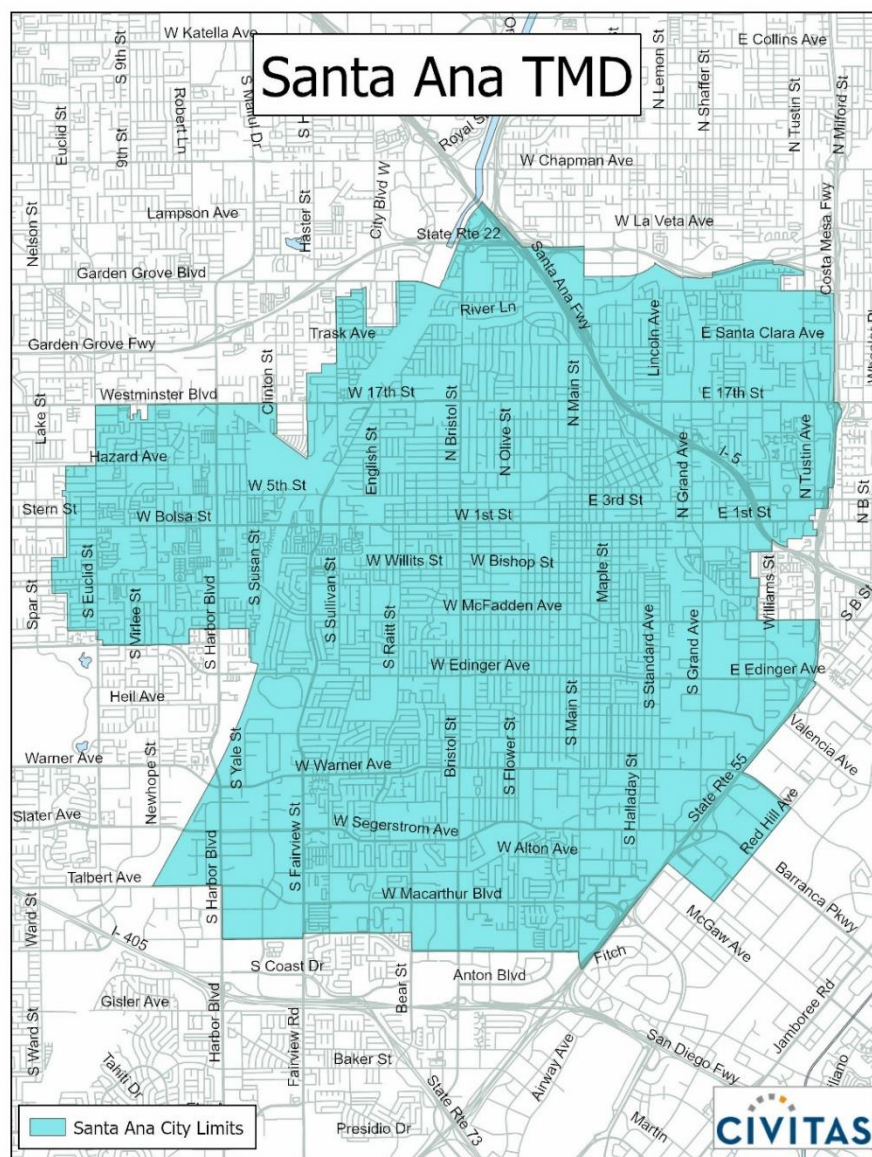 Santa Ana TMD
W Katella Ave
E Collins Ave
S 9th St
Euclid St
9th St
Robert Ln
N Lemon St
N Shaffer St
N Tustin St
N Milford St
W Chapman Ave
Lampson Ave
Haster St
City Blvd W
W La Veta Ave
State Rte 22
Nelson St
Costa Mesa Fwy
Garden Grove Blvd
Santa Ana Fwy
River Ln
Lincoln Ave
Trask Ave
E Santa Clara Ave
Garden Grove Fwy
Clinton St
N Main St
Westminster Blvd
W 17th St
E 17th St
Lake St
N Bristol St
N Olive St
English St
N Grand Ave
I- 5
N Tustin Ave
Hazard Ave
W 5th St
E 3rd St
Stern St
W Bolsa St
W 1st St
E 1st St
N B St
S Euclid St
S Susan St
W Willits St
W Bishop St
Maple St
Williams St
Spar St
S Virlee St
S Harbor Blvd
S Sullivan St
S Raitt St
W McFadden Ave
S B St
S Standard Ave
S Grand Ave
W Edinger Ave
E Edinger Ave
Heil Ave
S Main St
Valencia Ave
Warner Ave
Newhope St
S Yale St
W Warner Ave
Bristol St
S Flower St
S Halladay St
State Rte 55
Red Hill Ave
Slater Ave
S Fairview St
W Segerstrom Ave
W Alton Ave
Talbert Ave
S Harbor Blvd
W Macarthur Blvd
Barranca Pkwy
Ward St
I- 405
McGaw Ave
S Coast Dr
Bear St
Anton Blvd
Fitch
Gisler Ave
Jamboree Rd
S Ward St
Harbor Blvd
Fairview Rd
Baker St
San Diego Fwy
Airway Ave
Tahiti Dr
State Rte 73
Presidio Dr
Martin
Santa Ana City Limits
CIVITAS